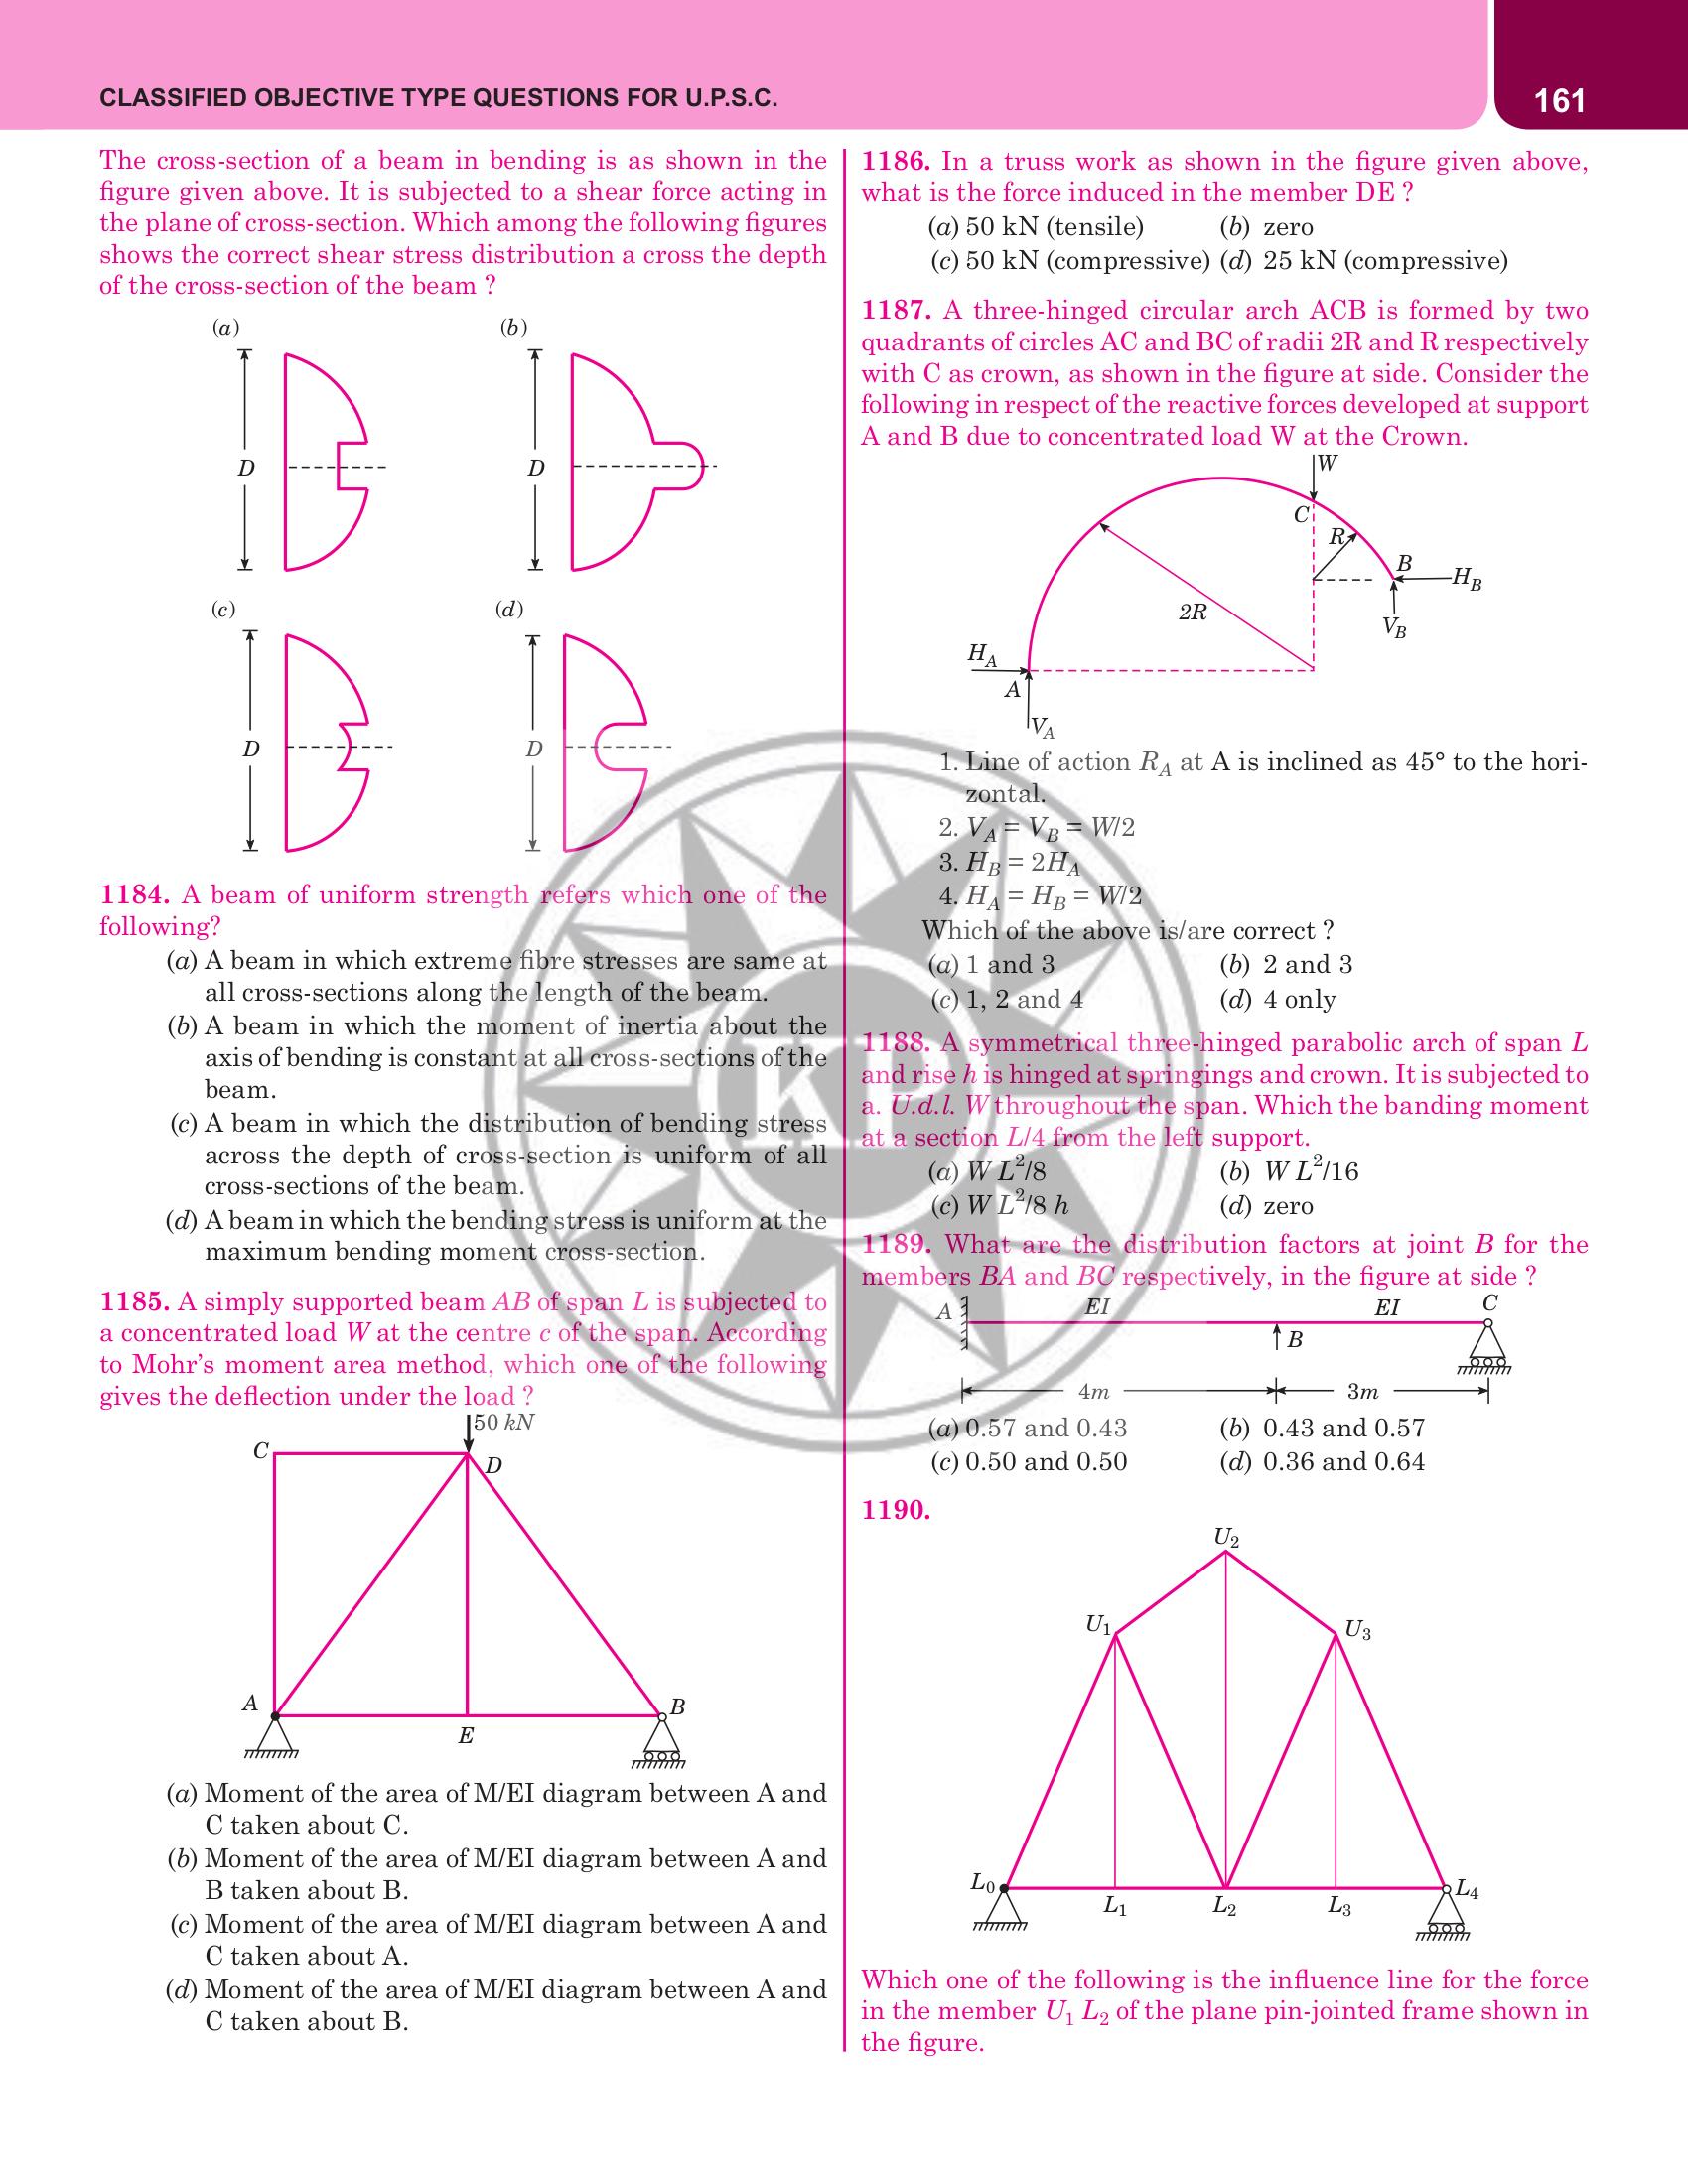 CLASSIFIED OBJECTIVE TYPE QUESTIONS FOR U.P.S.C.
161
The cross-section of a beam in bending is as shown in the
figure given above. It is subjected to a shear force acting in
the plane of cross-section. Which among the following figures
shows the correct shear stress distribution a cross the depth
of the cross-section of the beam ?
(a) (b)
D D
(c) (d)
D D
1184. A beam of uniform strength refers which one of the
following?
(a) A beam in which extreme fibre stresses are same at
all cross-sections along the length of the beam.
(b) A beam in which the moment of inertia about the
axis of bending is constant at all cross-sections of the
beam.
(c) A beam in which the distribution of bending stress
across the depth of cross-section is uniform of all
cross-sections of the beam.
(d) A beam in which the bending stress is uniform at the
maximum bending moment cross-section.
1185. A simply supported beam AB of span L is subjected to
a concentrated load W at the centre c of the span. According
to Mohr's moment area method, which one of the following
gives the deflection under the load ?
50 kN
C
D
A
B
E
(a) Moment of the area of M/EI diagram between A and
C taken about C.
(b) Moment of the area of M/EI diagram between A and
B taken about B.
(c) Moment of the area of M/EI diagram between A and
C taken about A.
(d) Moment of the area of M/EI diagram between A and
C taken about B.
1186. In a truss work as shown in the figure given above,
what is the force induced in the member DE ?
(a) 50 kN (tensile) (b) zero
(c) 50 kN (compressive) (d) 25 kN (compressive)
1187. A three-hinged circular arch ACB is formed by two
quadrants of circles AC and BC of radii 2R and R respectively
with C as crown, as shown in the figure at side. Consider the
following in respect of the reactive forces developed at support
A and B due to concentrated load W at the Crown.
W
C
R
B
H_B
2R
V_B
H_A
A
V_A
1. Line of action R_A at A is inclined as 45° to the hori-
zontal.
2. V_A = V_B = W/2
3. H_B = 2H_A
4. H_A = H_B = W/2
Which of the above is/are correct ?
(a) 1 and 3 (b) 2 and 3
(c) 1, 2 and 4 (d) 4 only
1188. A symmetrical three-hinged parabolic arch of span L
and rise h is hinged at springings and crown. It is subjected to
a. U.d.l. W throughout the span. Which the banding moment
at a section L/4 from the left support.
(a) W L²/8 (b) W L²/16
(c) W L²/8 h (d) zero
1189. What are the distribution factors at joint B for the
members BA and BC respectively, in the figure at side ?
A EI EI C
B
4m 3m
(a) 0.57 and 0.43 (b) 0.43 and 0.57
(c) 0.50 and 0.50 (d) 0.36 and 0.64
1190.
U₂
U₁ U₃
L₀ L₄
L₁ L₂ L₃
Which one of the following is the influence line for the force
in the member U₁ L₂ of the plane pin-jointed frame shown in
the figure.